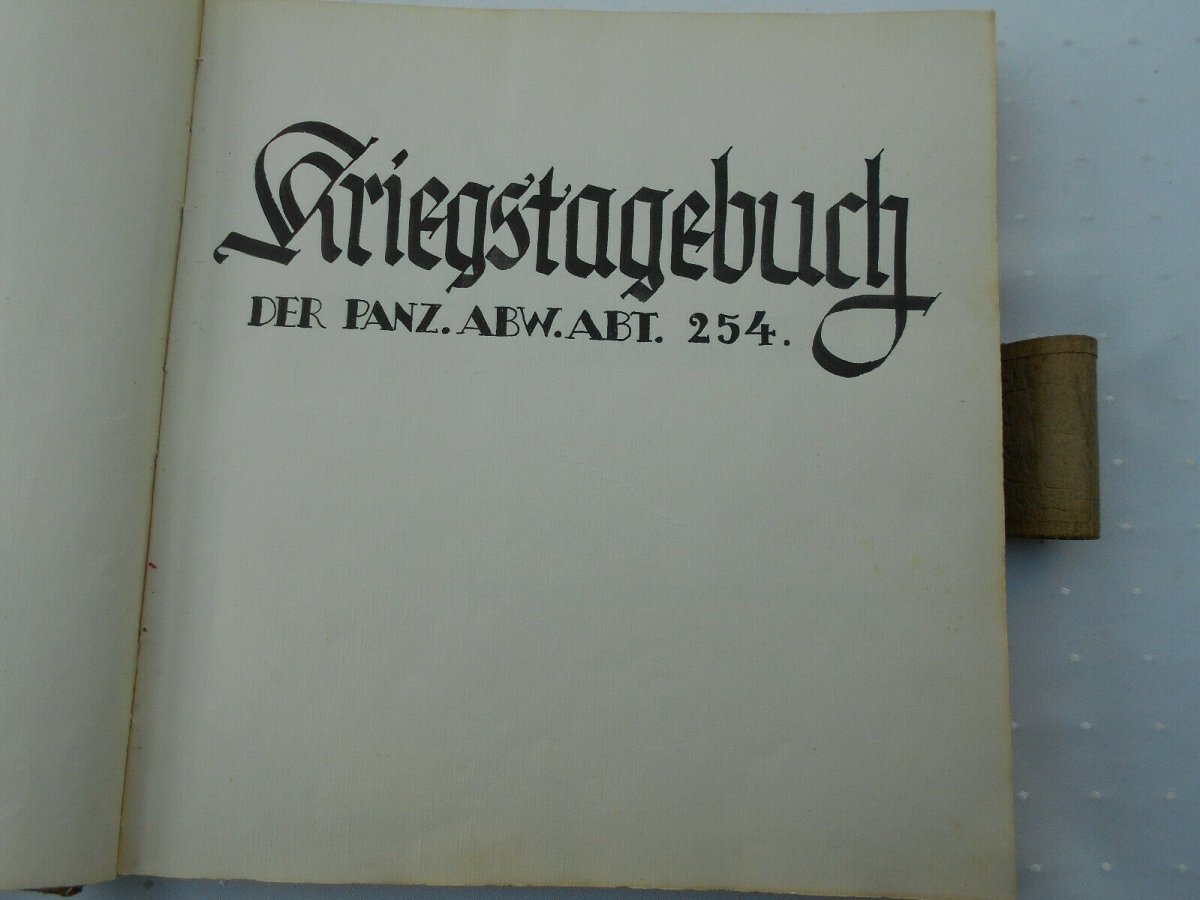 Kriegstagebuch
DER PANZ. ABW. ABT. 254.